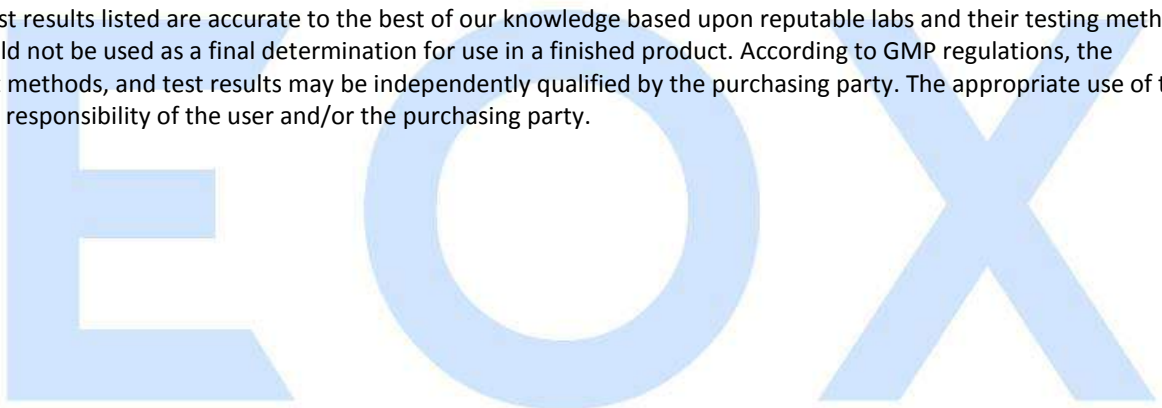 st results listed are accurate to the best of our knowledge based upon reputable labs and their testing meth
ld not be used as a final determination for use in a finished product. According to GMP regulations, the
methods, and test results may be independently qualified by the purchasing party. The appropriate use of t
responsibility of the user and/or the purchasing party.
EOX